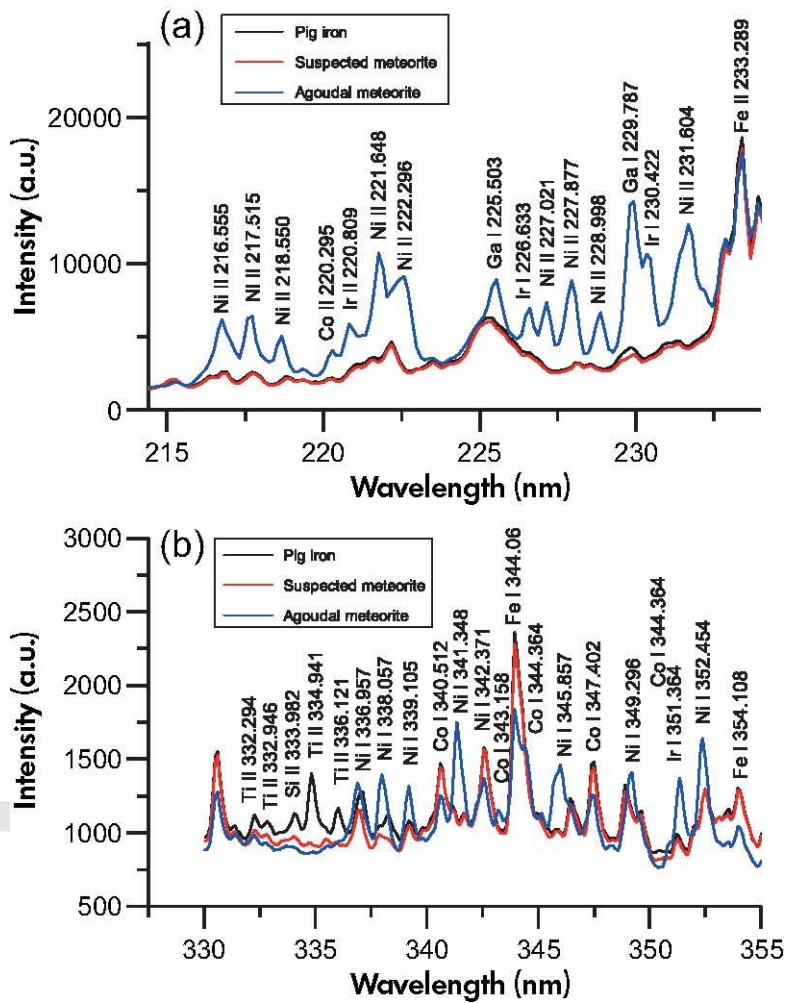 (a)
Pig iron
Suspected meteorite
Agoudal meteorite
Intensity (a.u.)
20000
10000
0
Ni II 216.555
Ni II 217.515
Ni II 218.550
Co II 220.295
Ir II 220.809
Ni II 221.648
Ni II 222.296
Ga I 225.503
Ir I 226.633
Ni II 227.021
Ni II 227.877
Ni II 228.998
Ga I 229.787
Ir I 230.422
Ni II 231.604
Fe II 233.289
215
220
225
230
Wavelength (nm)
(b)
Pig iron
Suspected meteorite
Agoudal meteorite
Intensity (a.u.)
3000
2500
2000
1500
1000
500
Ti II 332.294
Ti II 332.946
Si II 333.982
Ti II 334.941
Ti II 336.121
Ni I 336.957
Ni I 338.057
Ni I 339.105
Co I 340.512
Ni I 341.348
Ni I 342.371
Co I 343.158
Fe I 344.06
Co I 344.364
Ni I 345.857
Co I 347.402
Ni I 349.296
Co I 344.364
Ir I 351.364
Ni I 352.454
Fe I 354.108
330
335
340
345
350
355
Wavelength (nm)